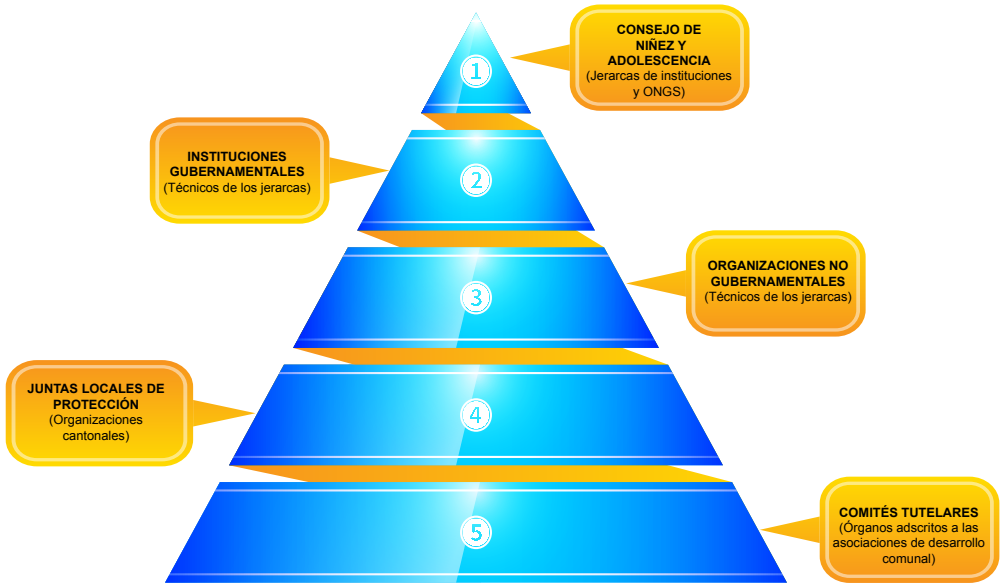 CONSEJO DE
NIÑEZ Y
ADOLESCENCIA
(Jerarcas de instituciones
y ONGS)
1
INSTITUCIONES
GUBERNAMENTALES
(Técnicos de los jerarcas)
2
ORGANIZACIONES NO
GUBERNAMENTALES
(Técnicos de los jerarcas)
3
JUNTAS LOCALES DE
PROTECCIÓN
(Organizaciones
cantonales)
4
COMITÉS TUTELARES
(Órganos adscritos a las
asociaciones de desarrollo
comunal)
5